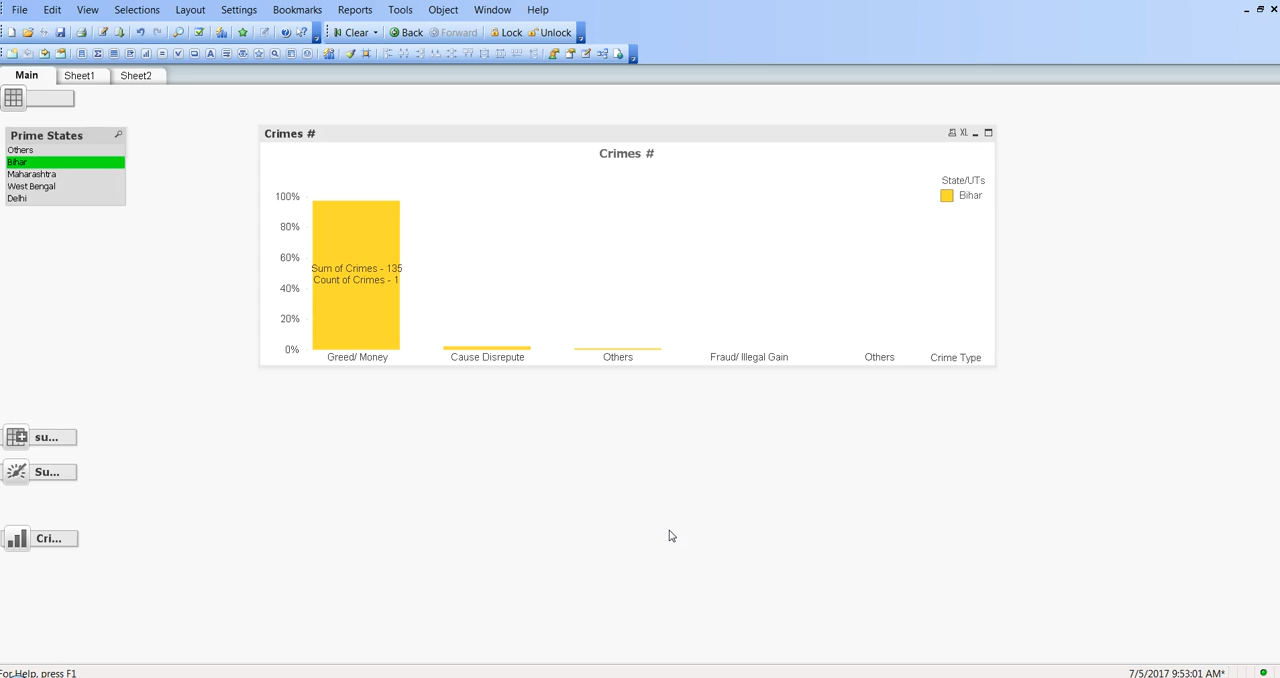 File Edit View Selections Layout Settings Bookmarks Reports Tools Object Window Help
Clear Back Forward Lock Unlock
Main Sheet1 Sheet2
Prime States
Others
Bihar
Maharashtra
West Bengal
Delhi
Crimes # XL
Crimes #
State/UTs
Bihar
100%
80%
60%
40%
20%
0%
Sum of Crimes - 135
Count of Crimes - 1
Greed/ Money Cause Disrepute Others Fraud/ Illegal Gain Others Crime Type
su...
Su...
Cri...
For Help, press F1 7/5/2017 9:53:01 AM*